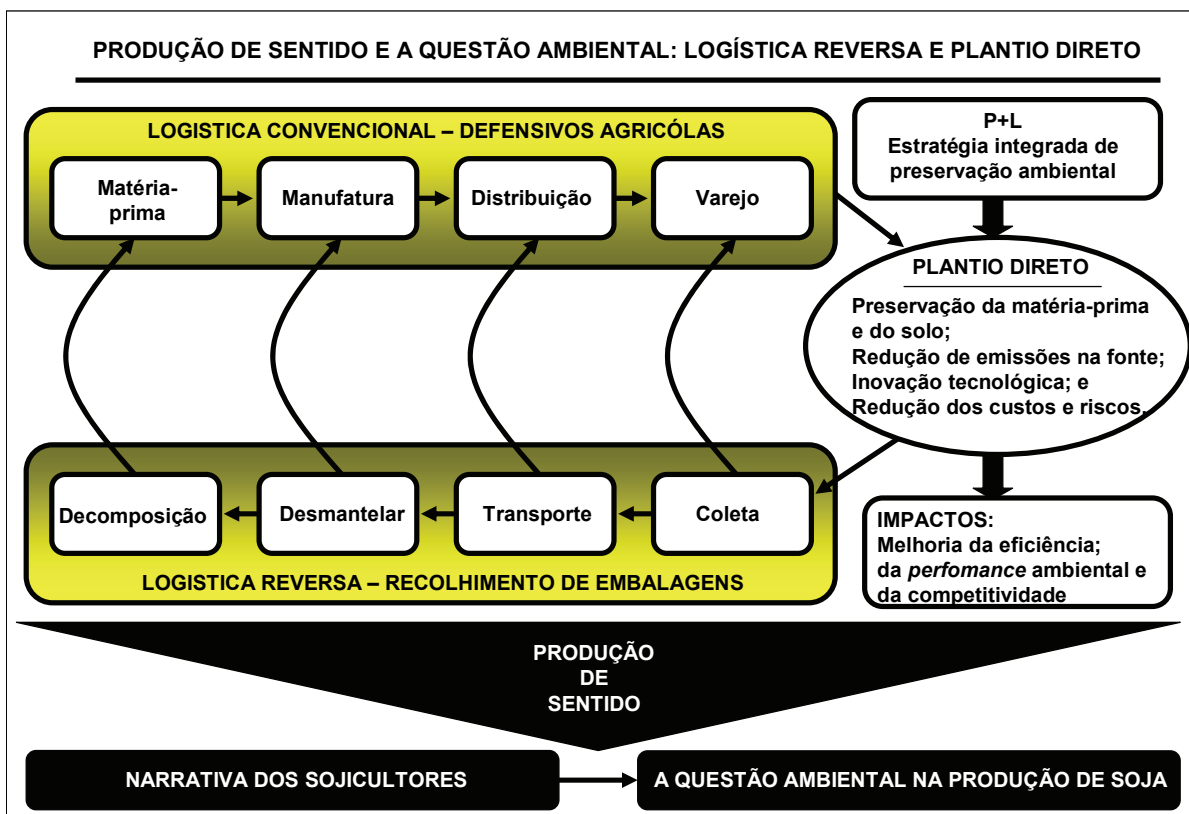 PRODUÇÃO DE SENTIDO E A QUESTÃO AMBIENTAL: LOGÍSTICA REVERSA E PLANTIO DIRETO
LOGISTICA CONVENCIONAL – DEFENSIVOS AGRICÓLAS
Matéria-
prima
Manufatura
Distribuição
Varejo
P+L
Estratégia integrada de
preservação ambiental
PLANTIO DIRETO
Preservação da matéria-prima
e do solo;
Redução de emissões na fonte;
Inovação tecnológica; e
Redução dos custos e riscos.
Decomposição
Desmantelar
Transporte
Coleta
LOGISTICA REVERSA – RECOLHIMENTO DE EMBALAGENS
IMPACTOS:
Melhoria da eficiência;
da perfomance ambiental e
da competitividade
PRODUÇÃO
DE
SENTIDO
NARRATIVA DOS SOJICULTORES
A QUESTÃO AMBIENTAL NA PRODUÇÃO DE SOJA